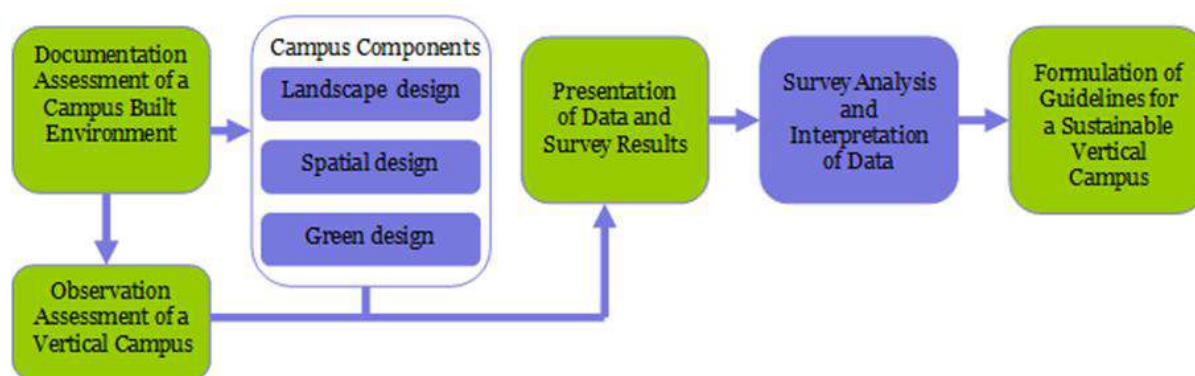 Documentation
Assessment of a
Campus Built
Environment
Campus Components
Landscape design
Spatial design
Green design
Observation
Assessment of a
Vertical Campus
Presentation
of Data and
Survey Results
Survey Analysis
and
Interpretation
of Data
Formulation of
Guidelines for
a Sustainable
Vertical
Campus